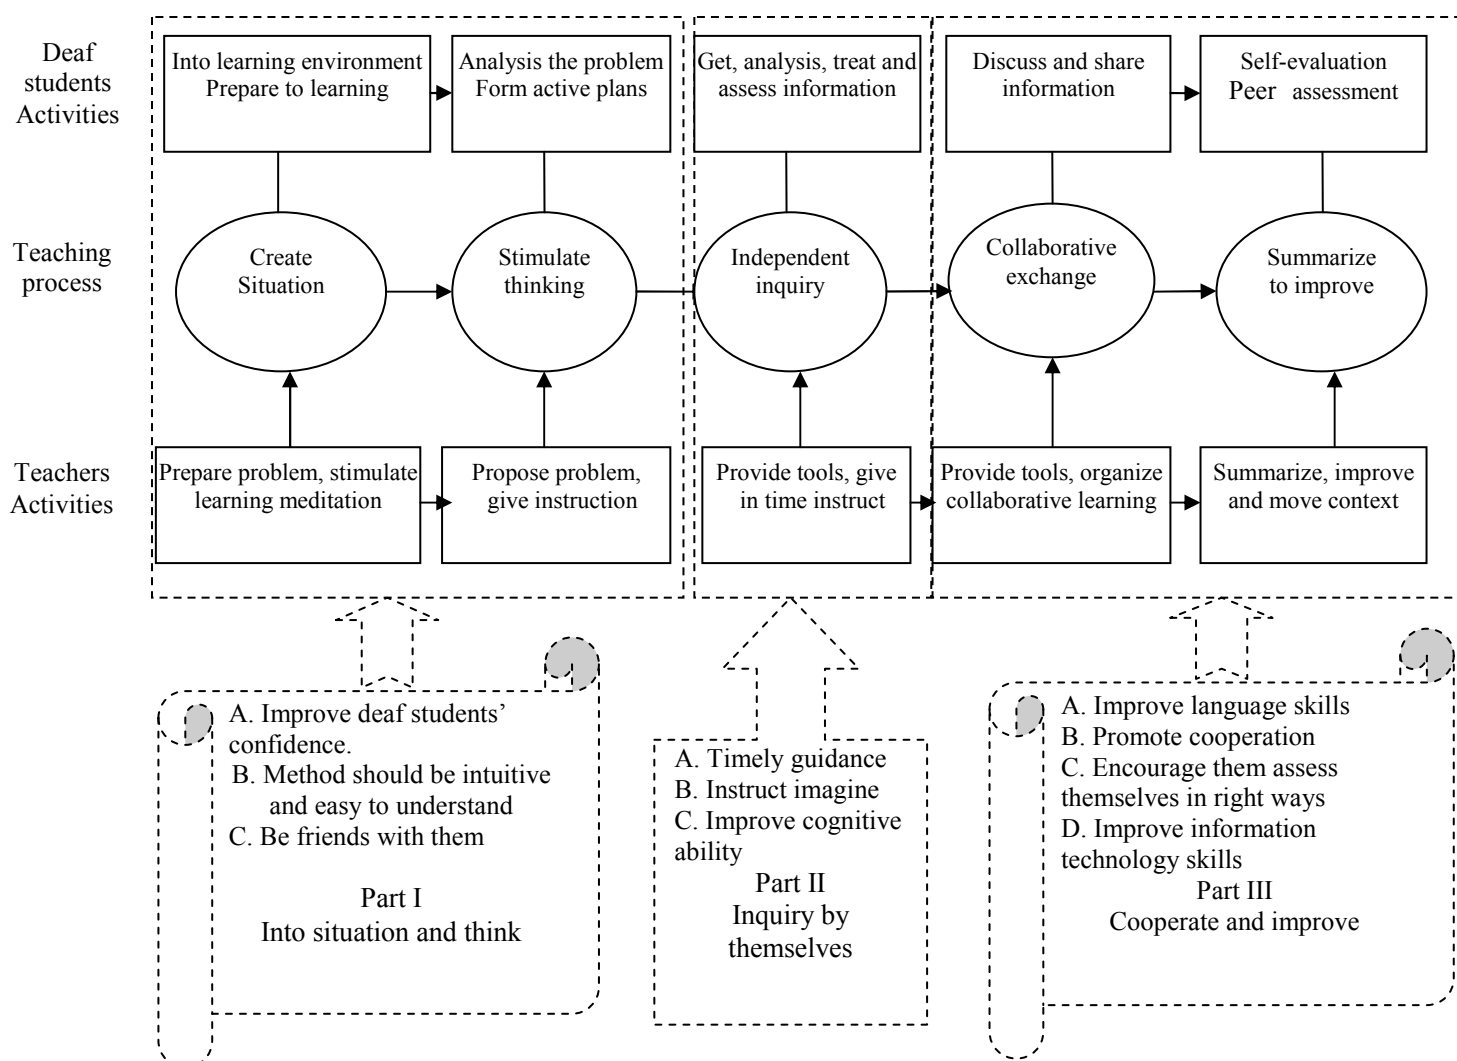 Deaf
students
Activities
Into learning environment
Prepare to learning
Analysis the problem
Form active plans
Get, analysis, treat and
assess information
Discuss and share
information
Self-evaluation
Peer assessment
Teaching
process
Create
Situation
Stimulate
thinking
Independent
inquiry
Collaborative
exchange
Summarize
to improve
Teachers
Activities
Prepare problem, stimulate
learning meditation
Propose problem,
give instruction
Provide tools, give
in time instruct
Provide tools, organize
collaborative learning
Summarize, improve
and move context
A. Improve deaf students’
confidence.
B. Method should be intuitive
and easy to understand
C. Be friends with them
Part I
Into situation and think
A. Timely guidance
B. Instruct imagine
C. Improve cognitive
ability
Part II
Inquiry by
themselves
A. Improve language skills
B. Promote cooperation
C. Encourage them assess
themselves in right ways
D. Improve information
technology skills
Part III
Cooperate and improve